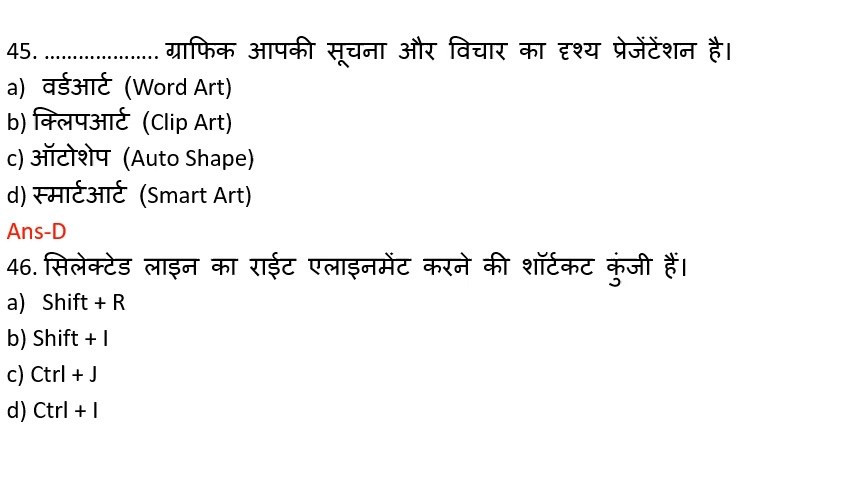 45. ................... ग्राफिक आपकी सूचना और विचार का दृश्य प्रेजेंटेंशन है।
a) वर्डआर्ट (Word Art)
b) क्लिपआर्ट (Clip Art)
c) ऑटोशेप (Auto Shape)
d) स्मार्टआर्ट (Smart Art)
Ans-D
46. सिलेक्टेड लाइन का राईट एलाइनमेंट करने की शॉर्टकट कुंजी हैं।
a) Shift + R
b) Shift + I
c) Ctrl + J
d) Ctrl + I